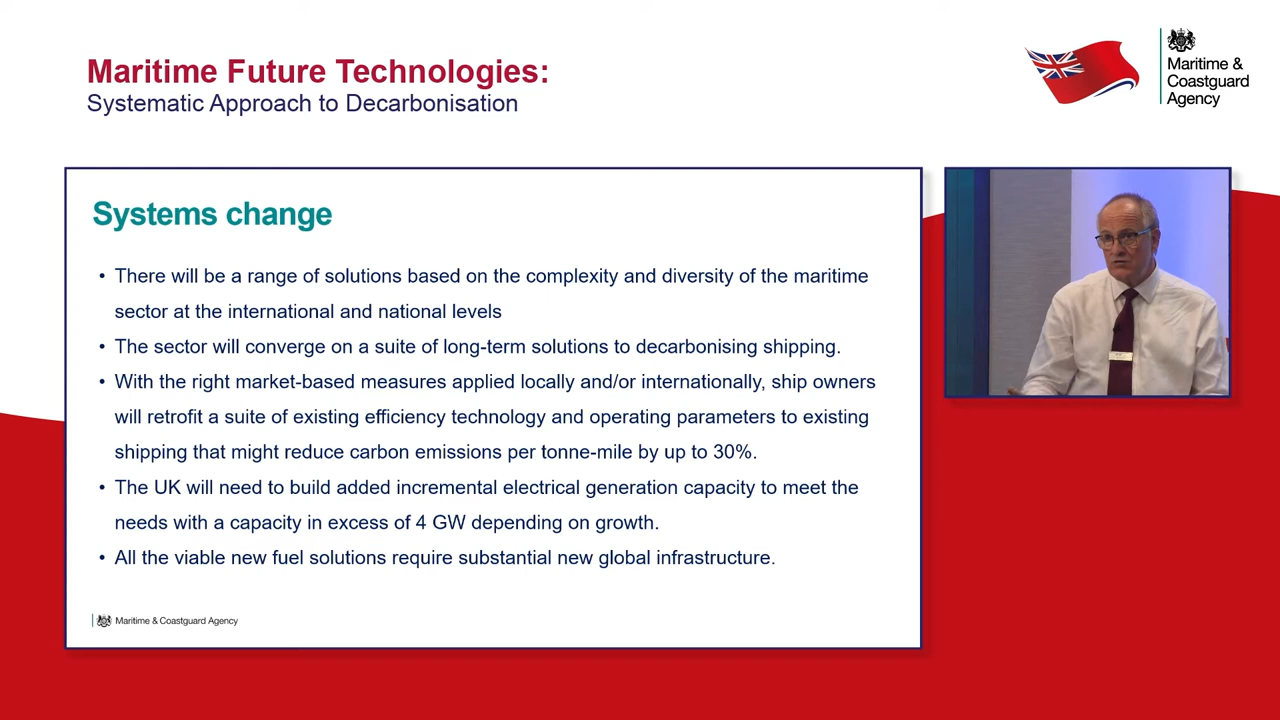 Maritime Future Technologies:
Systematic Approach to Decarbonisation
Maritime &
Coastguard
Agency
Systems change
• There will be a range of solutions based on the complexity and diversity of the maritime
sector at the international and national levels
• The sector will converge on a suite of long-term solutions to decarbonising shipping.
• With the right market-based measures applied locally and/or internationally, ship owners
will retrofit a suite of existing efficiency technology and operating parameters to existing
shipping that might reduce carbon emissions per tonne-mile by up to 30%.
• The UK will need to build added incremental electrical generation capacity to meet the
needs with a capacity in excess of 4 GW depending on growth.
• All the viable new fuel solutions require substantial new global infrastructure.
Maritime & Coastguard Agency